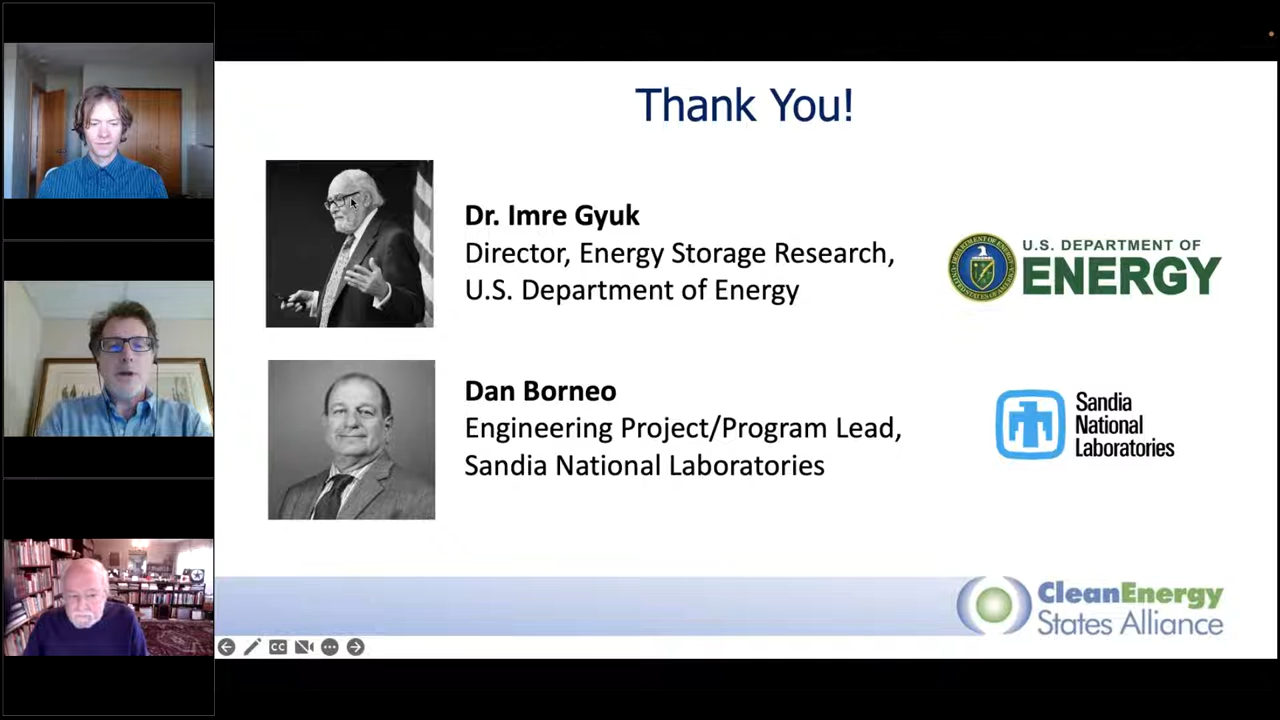 Thank You!
Dr. Imre Gyuk
Director, Energy Storage Research,
U.S. Department of Energy
U.S. DEPARTMENT OF
ENERGY
Dan Borneo
Engineering Project/Program Lead,
Sandia National Laboratories
Sandia
National
Laboratories
CleanEnergy
States Alliance
CC